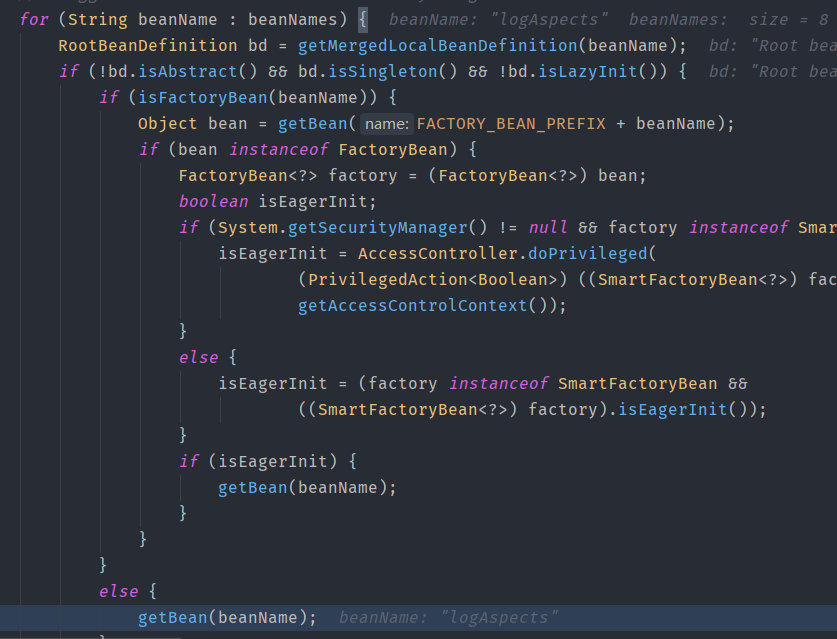 for (String beanName : beanNames) { beanName: "logAspects" beanNames: size = 8
RootBeanDefinition bd = getMergedLocalBeanDefinition(beanName); bd: "Root bea
if (!bd.isAbstract() && bd.isSingleton() && !bd.isLazyInit()) { bd: "Root bea
if (isFactoryBean(beanName)) {
Object bean = getBean( name: FACTORY_BEAN_PREFIX + beanName);
if (bean instanceof FactoryBean) {
FactoryBean<?> factory = (FactoryBean<?>) bean;
boolean isEagerInit;
if (System.getSecurityManager() != null && factory instanceof Smar
isEagerInit = AccessController.doPrivileged(
(PrivilegedAction<Boolean>) ((SmartFactoryBean<?>) fac
getAccessControlContext());
}
else {
isEagerInit = (factory instanceof SmartFactoryBean &&
((SmartFactoryBean<?>) factory).isEagerInit());
}
if (isEagerInit) {
getBean(beanName);
}
}
}
else {
getBean(beanName); beanName: "logAspects"